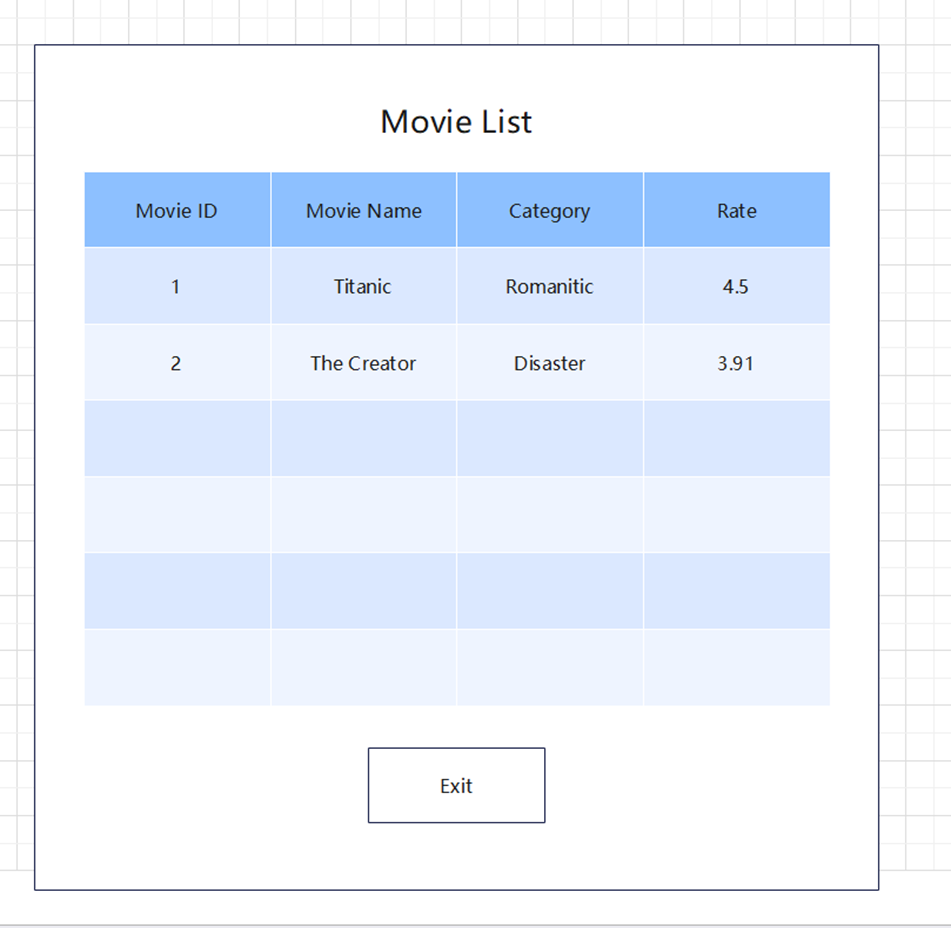 Movie List
Movie ID Movie Name Category Rate
1 Titanic Romanitic 4.5
2 The Creator Disaster 3.91
Exit